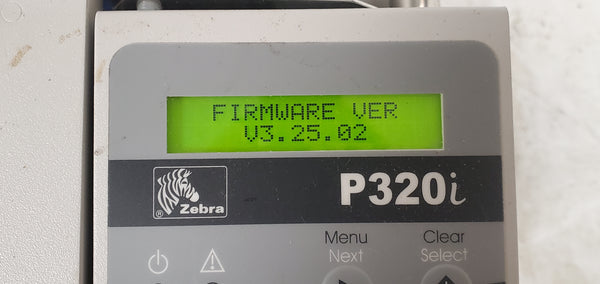 FIRMWARE VER
V3.25.02
® Zebra
P320i
Menu
Next
Clear
Select